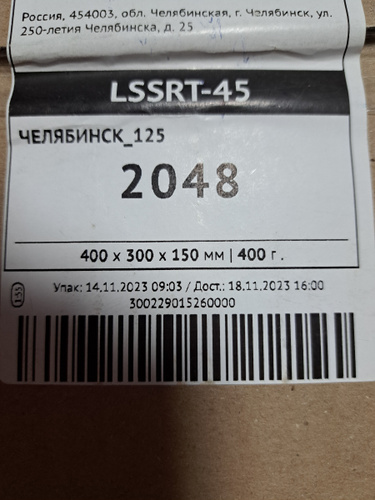 Россия, 454003, обл. Челябинская, г. Челябинск, ул.
250-летия Челябинска, д. 25
LSSRT-45
ЧЕЛЯБИНСК_125
2048
400 x 300 x 150 мм | 400 г.
Упак: 14.11.2023 09:03 / Дост.: 18.11.2023 16:00
300229015260000